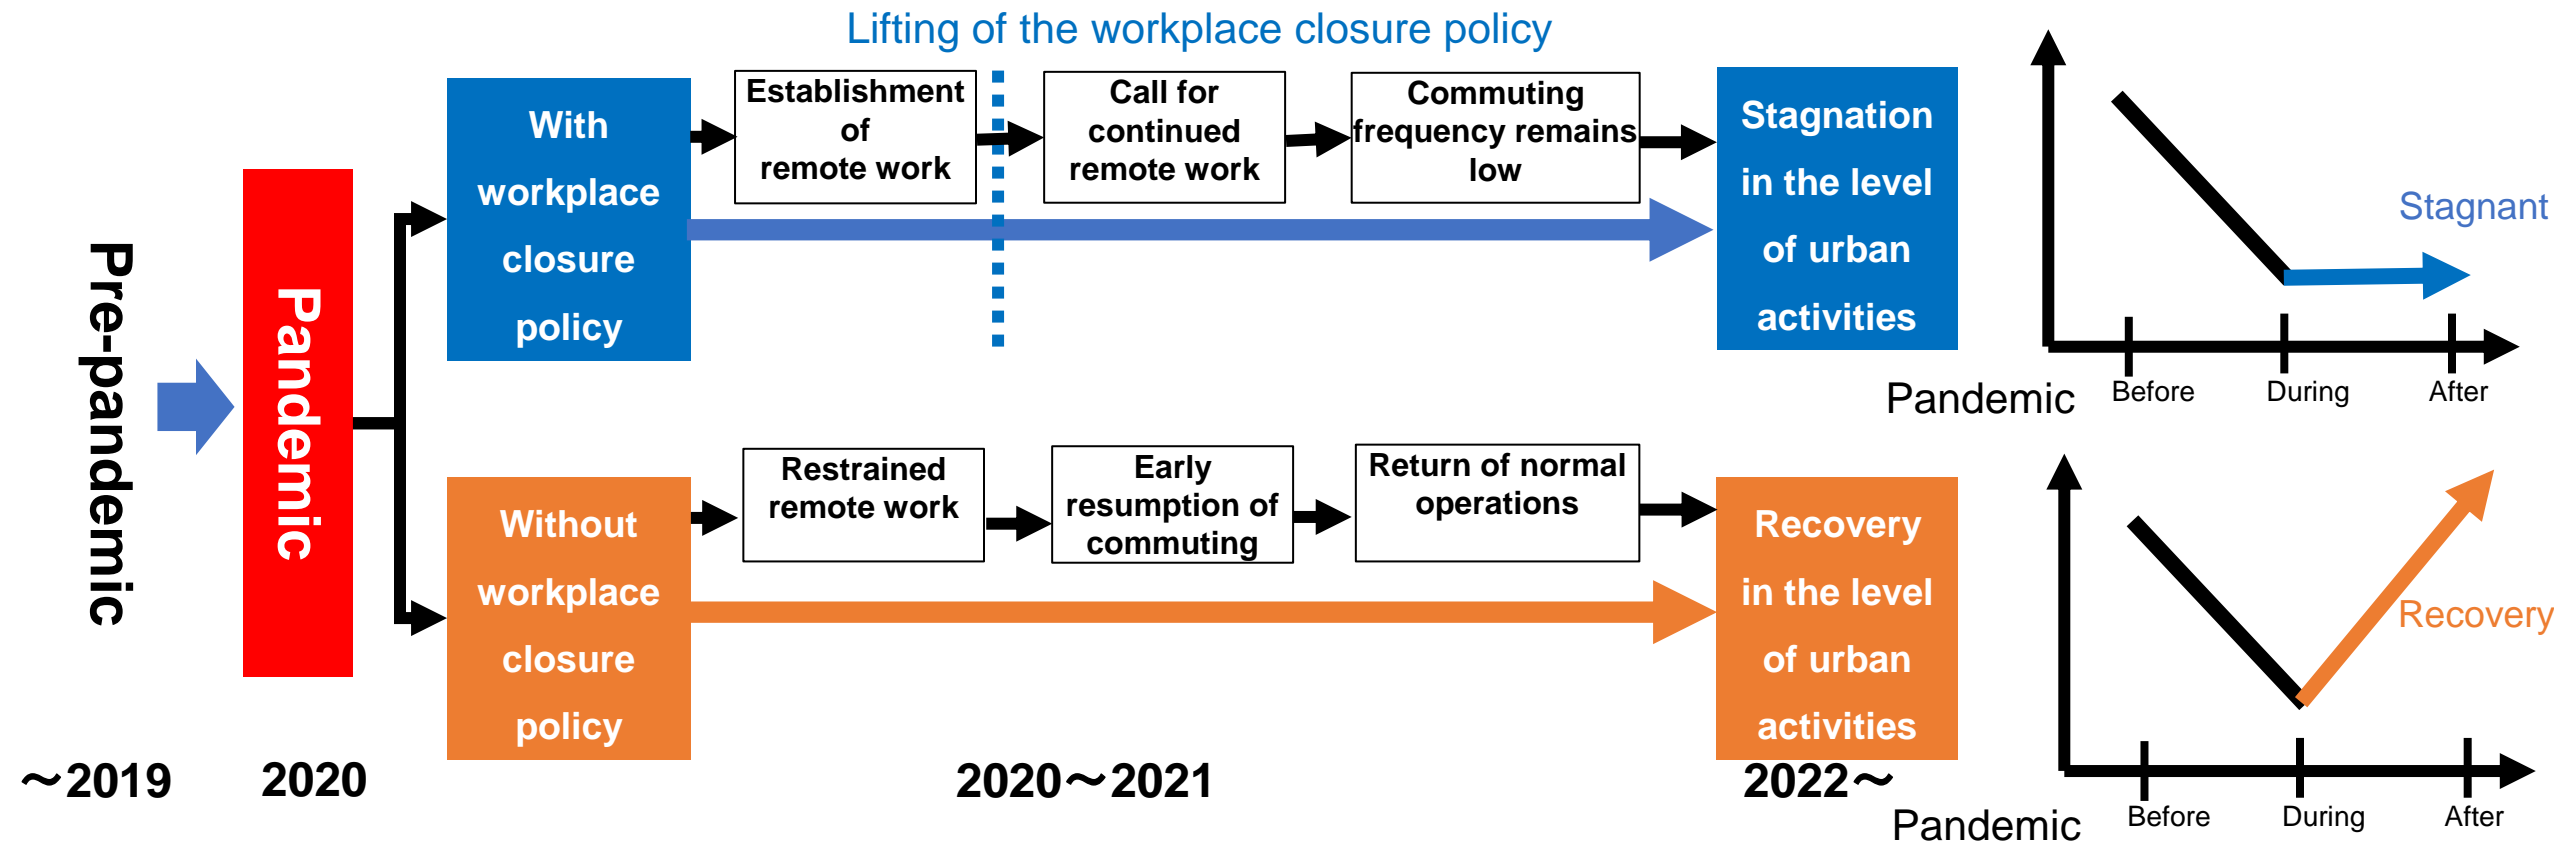 Lifting of the workplace closure policy
Pre-pandemic
Pandemic
With
workplace
closure
policy
Establishment
of
remote work
Call for
continued
remote work
Commuting
frequency remains
low
Stagnation
in the level
of urban
activities
Stagnant
Pandemic
Before
During
After
Without
workplace
closure
policy
Restrained
remote work
Early
resumption of
commuting
Return of normal
operations
Recovery
in the level
of urban
activities
Recovery
Pandemic
Before
During
After
～2019
2020
2020～2021
2022～